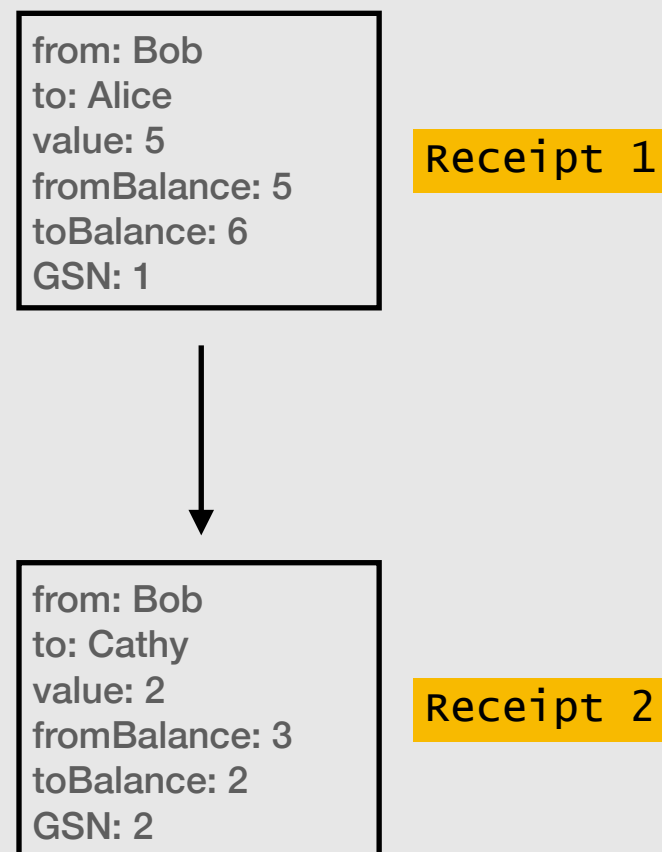 from: Bob
to: Alice
value: 5
fromBalance: 5
toBalance: 6
GSN: 1
Receipt 1
from: Bob
to: Cathy
value: 2
fromBalance: 3
toBalance: 2
GSN: 2
Receipt 2